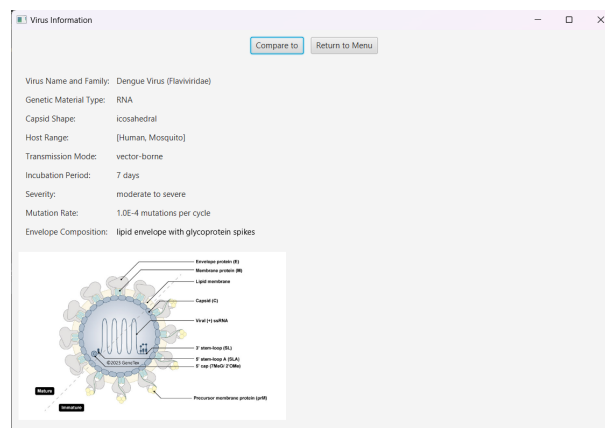 Virus Information
Compare to Return to Menu
Virus Name and Family: Dengue Virus (Flaviviridae)
Genetic Material Type: RNA
Capsid Shape: icosahedral
Host Range: [Human, Mosquito]
Transmission Mode: vector-borne
Incubation Period: 7 days
Severity: moderate to severe
Mutation Rate: 1.0E-4 mutations per cycle
Envelope Composition: lipid envelope with glycoprotein spikes
Envelope protein (E)
Membrane protein (M)
Lipid membrane
Capsid (C)
Viral (+) ssRNA
3' stem-loop (SL)
5' stem-loop A (SLA)
5' cap (7MeG/ 2'OMe)
©2023 GeneTex
Mature
Immature
Precursor membrane protein (prM)